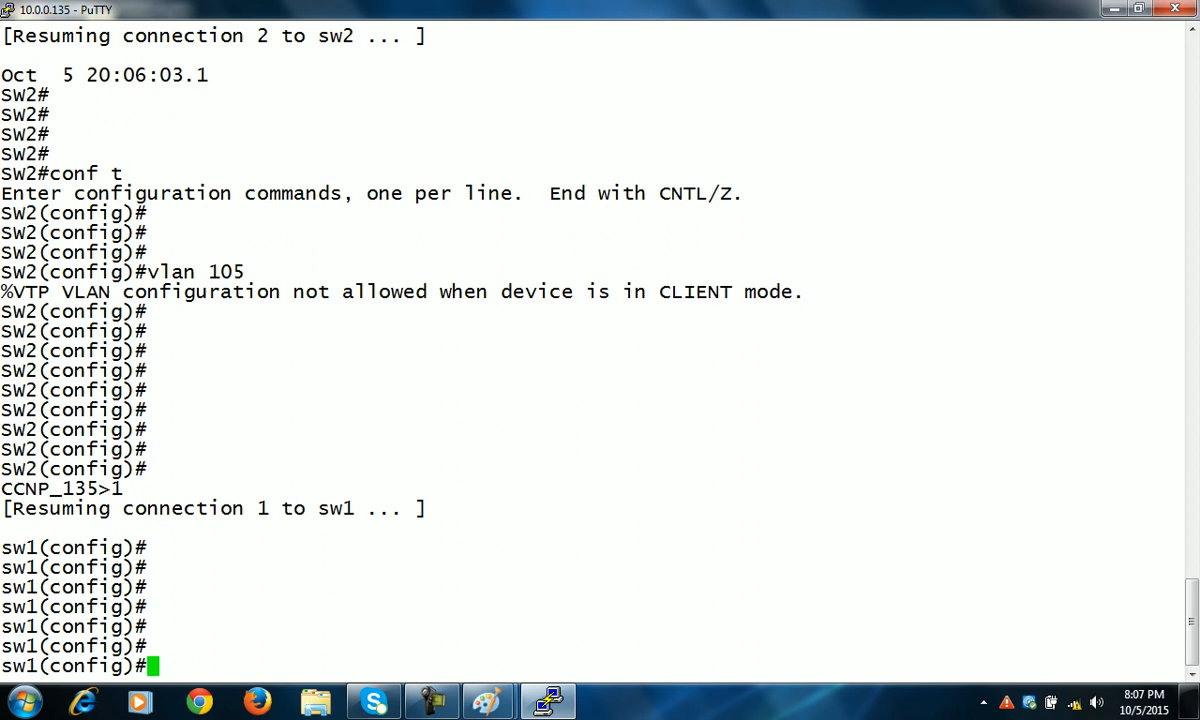 10.0.0.135 - PuTTY
[Resuming connection 2 to sw2 ... ]
Oct  5 20:06:03.1
sw2#
sw2#
sw2#
sw2#
sw2#conf t
Enter configuration commands, one per line.  End with CNTL/Z.
sw2(config)#
sw2(config)#
sw2(config)#
sw2(config)#vlan 105
%VTP VLAN configuration not allowed when device is in CLIENT mode.
sw2(config)#
sw2(config)#
sw2(config)#
sw2(config)#
sw2(config)#
sw2(config)#
sw2(config)#
sw2(config)#
sw2(config)#
CCNP_135>1
[Resuming connection 1 to sw1 ... ]
sw1(config)#
sw1(config)#
sw1(config)#
sw1(config)#
sw1(config)#
sw1(config)#
sw1(config)#
8:07 PM
10/5/2015